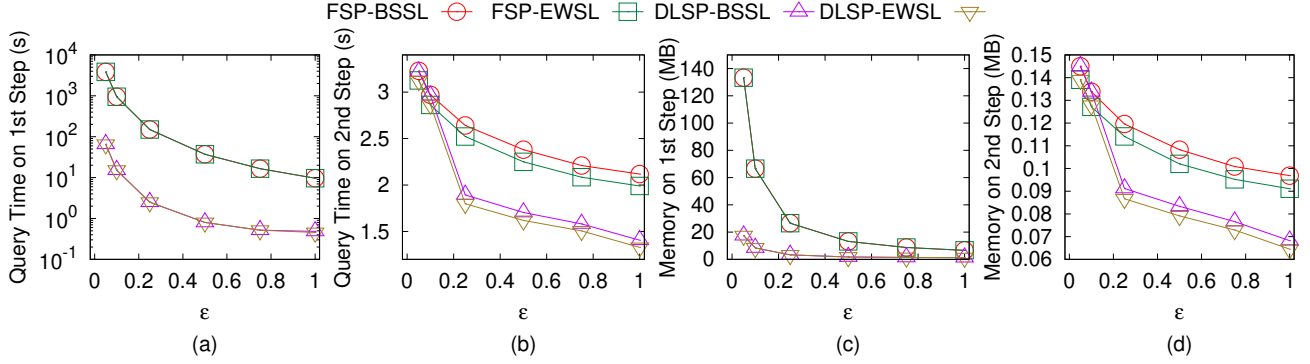 FSP-BSSL FSP-EWSL DLSP-BSSL DLSP-EWSL
Query Time on 1st Step (s)
10^4
10^3
10^2
10^1
10^0
10^-1
0 0.2 0.4 0.6 0.8 1
ε
(a)
Query Time on 2nd Step (s)
3
2.5
2
1.5
0 0.2 0.4 0.6 0.8 1
ε
(b)
Memory on 1st Step (MB)
140
120
100
80
60
40
20
0
0 0.2 0.4 0.6 0.8 1
ε
(c)
Memory on 2nd Step (MB)
0.15
0.14
0.13
0.12
0.11
0.1
0.09
0.08
0.07
0.06
0 0.2 0.4 0.6 0.8 1
ε
(d)